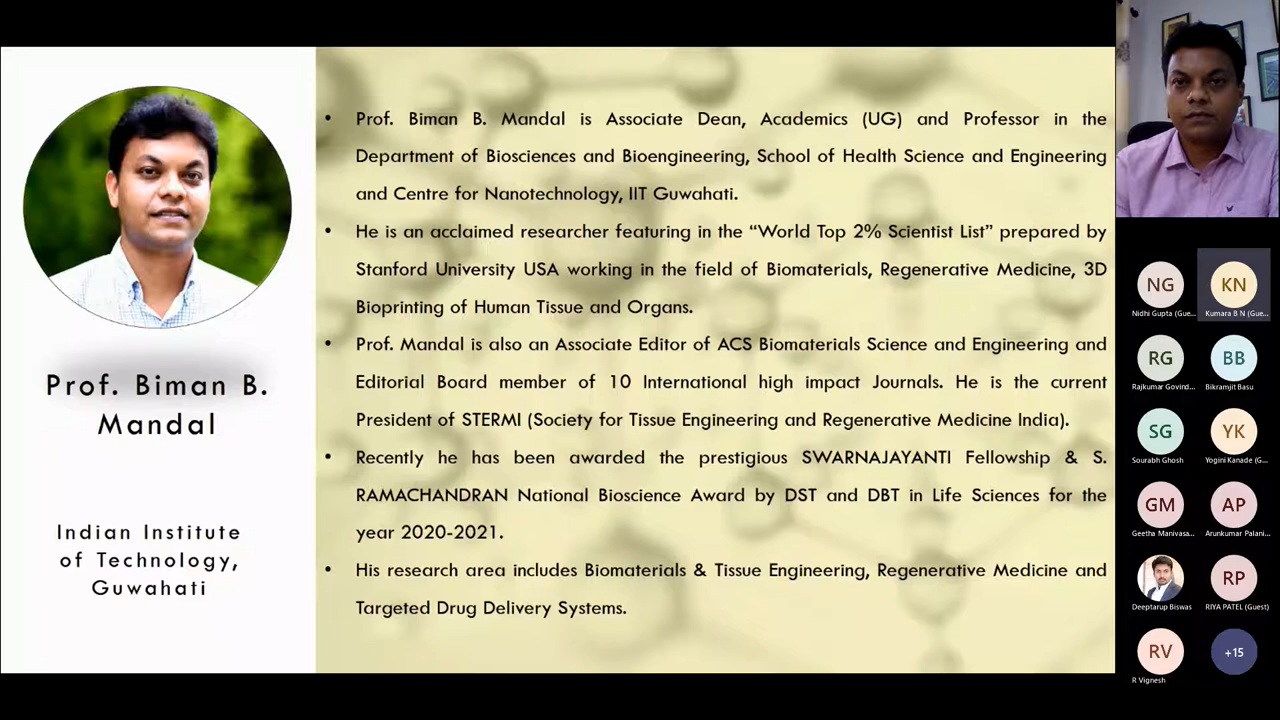 Prof. Biman B.
Mandal
Indian Institute
of Technology,
Guwahati
• Prof. Biman B. Mandal is Associate Dean, Academics (UG) and Professor in the
Department of Biosciences and Bioengineering, School of Health Science and Engineering
and Centre for Nanotechnology, IIT Guwahati.
• He is an acclaimed researcher featuring in the “World Top 2% Scientist List” prepared by
Stanford University USA working in the field of Biomaterials, Regenerative Medicine, 3D
Bioprinting of Human Tissue and Organs.
• Prof. Mandal is also an Associate Editor of ACS Biomaterials Science and Engineering and
Editorial Board member of 10 International high impact Journals. He is the current
President of STERMI (Society for Tissue Engineering and Regenerative Medicine India).
• Recently he has been awarded the prestigious SWARNAJAYANTI Fellowship & S.
RAMACHANDRAN National Bioscience Award by DST and DBT in Life Sciences for the
year 2020-2021.
• His research area includes Biomaterials & Tissue Engineering, Regenerative Medicine and
Targeted Drug Delivery Systems.
NG
Nidhi Gupta (Gue...
KN
Kumara B N (Gue...
RG
Rajkumar Govind...
BB
Bikramjit Basu
SG
Sourabh Ghosh
YK
Yogini Kanade (G...
GM
Geetha Manivasa...
AP
Arunkumar Palani...
Deeptarup Biswas
RP
RIYA PATEL (Guest)
RV
R Vignesh
+15